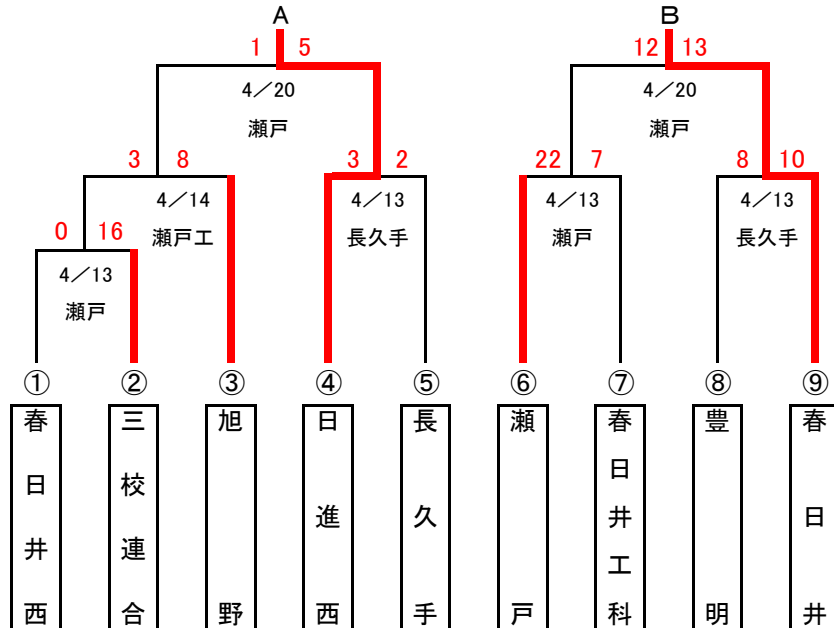 A
B
1 5
12 13
4／20
瀬戸
4／20
瀬戸
3 8
3 2
22 7
8 10
4／14
瀬戸工
4／13
長久手
4／13
瀬戸
4／13
長久手
0 16
4／13
瀬戸
① ② ③ ④ ⑤ ⑥ ⑦ ⑧ ⑨
春日井西
三校連合
旭野
日進西
長久手
瀬戸
春日井工科
豊明
春日井